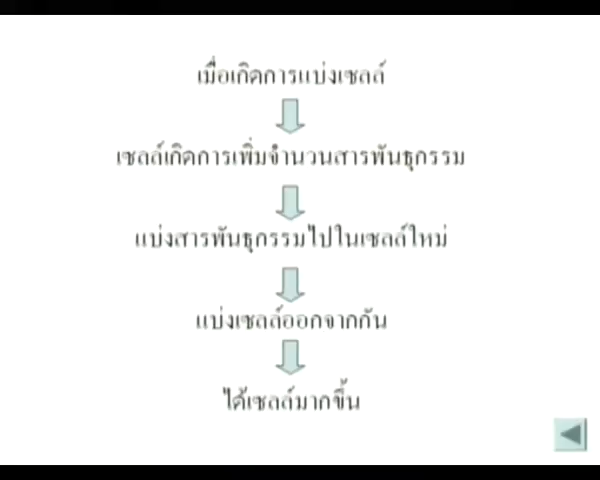 เมื่อเกิดการแบ่งเซลล์
เซลล์เกิดการเพิ่มจำนวนสารพันธุกรรม
แบ่งสารพันธุกรรมไปในเซลล์ใหม่
แบ่งเซลล์ออกจากกัน
ได้เซลล์มากขึ้น